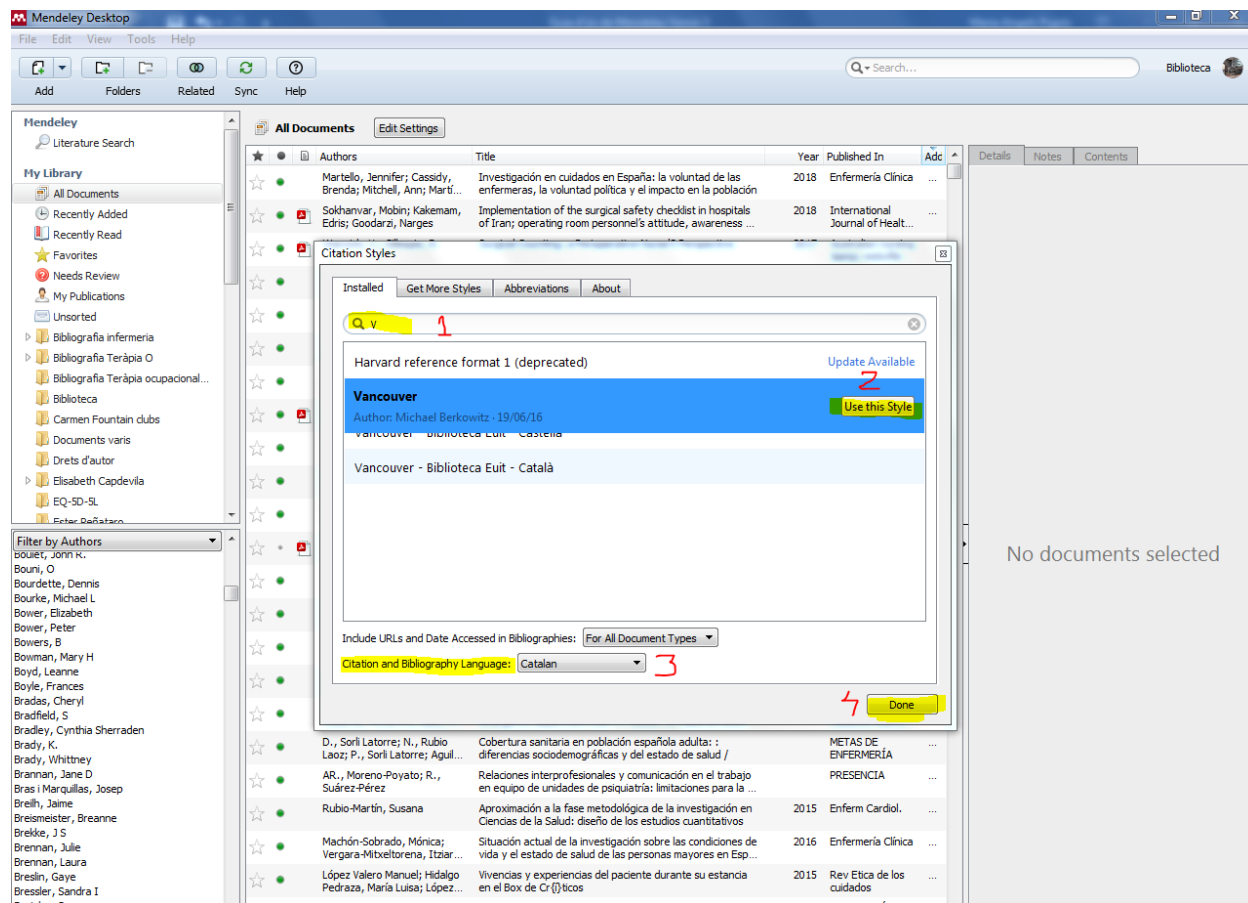 Mendeley Desktop
File Edit View Tools Help
Search...
Biblioteca
Add Folders Related Sync Help
Mendeley
Literature Search
My Library
All Documents
Recently Added
Recently Read
Favorites
Needs Review
My Publications
Unsorted
Bibliografia infermeria
Bibliografia Teràpia O
Bibliografia Teràpia ocupacional...
Biblioteca
Carmen Fountain clubs
Documents varis
Drets d'autor
Elisabeth Capdevila
EQ-5D-5L
Ester Peñataro
Filter by Authors
Boulet, John R.
Bouni, O
Bourdette, Dennis
Bourke, Michael L
Bower, Elizabeth
Bower, Peter
Bowers, B
Bowman, Mary H
Boyd, Leanne
Boyle, Frances
Bradas, Cheryl
Bradfield, S
Bradley, Cynthia Sherraden
Brady, K.
Brady, Whittney
Brannan, Jane D
Bras i Marquillas, Josep
Breilh, Jaime
Breismeister, Breanne
Brekke, J S
Brennan, Julie
Brennan, Laura
Breslin, Gaye
Bressler, Sandra I
All Documents Edit Settings
Authors Title Year Published In Add
Martello, Jennifer; Cassidy, Investigación en cuidados en España: la voluntad de las 2018 Enfermería Clínica ...
Brenda; Mitchell, Ann; Martí... enfermeras, la voluntad política y el impacto en la población
Sokhanvar, Mobin; Kakemam, Implementation of the surgical safety checklist in hospitals 2018 International ...
Edris; Goodarzi, Narges of Iran; operating room personnel's attitude, awareness ... Journal of Healt...
Citation Styles
Installed Get More Styles Abbreviations About
v 1
Harvard reference format 1 (deprecated) Update Available
2
Vancouver
Use this Style
Author: Michael Berkowitz - 19/06/16
Vancouver - Biblioteca Euit - Castellà
Vancouver - Biblioteca Euit - Català
Include URLs and Date Accessed in Bibliographies: For All Document Types
Citation and Bibliography Language: Catalan 3
4 Done
D., Sorli Latorre; N., Rubio Cobertura sanitaria en población española adulta: : METAS DE ...
Laoz; P., Sorli Latorre; Aguil... diferencias sociodemográficas y del estado de salud / ENFERMERÍA
AR., Moreno-Poyato; R., Relaciones interprofesionales y comunicación en el trabajo PRESENCIA ...
Suárez-Pérez en equipo de unidades de psiquiatría: limitaciones para la ...
Rubio-Martín, Susana Aproximación a la fase metodológica de la investigación en 2015 Enferm Cardiol. ...
Ciencias de la Salud: diseño de los estudios cuantitativos
Machón-Sobrado, Mónica; Situación actual de la investigación sobre las condiciones de 2016 Enfermería Clínica ...
Vergara-Mitxeltorena, Itziar... vida y el estado de salud de las personas mayores en Esp...
López Valero Manuel; Hidalgo Vivencias y experiencias del paciente durante su estancia 2015 Rev Etica de los ...
Pedraza, María Luisa; López... en el Box de Cr{í}ticos cuidados
Details Notes Contents
No documents selected